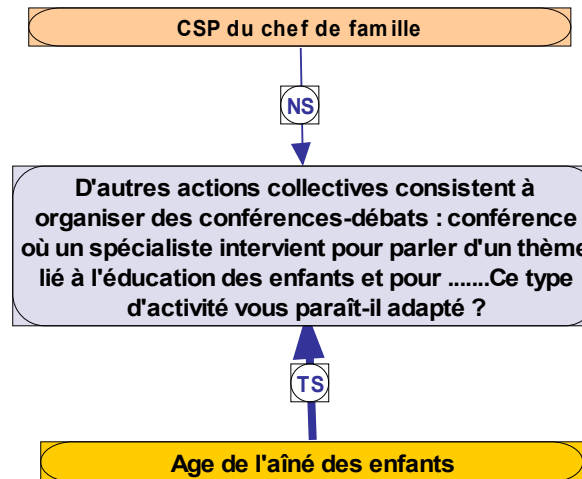 CSP du chef de famille
NS
D'autres actions collectives consistent à
organiser des conférences-débats : conférence
où un spécialiste intervient pour parler d'un thème
lié à l'éducation des enfants et pour .......Ce type
d'activité vous paraît-il adapté ?
TS
Age de l'aîné des enfants